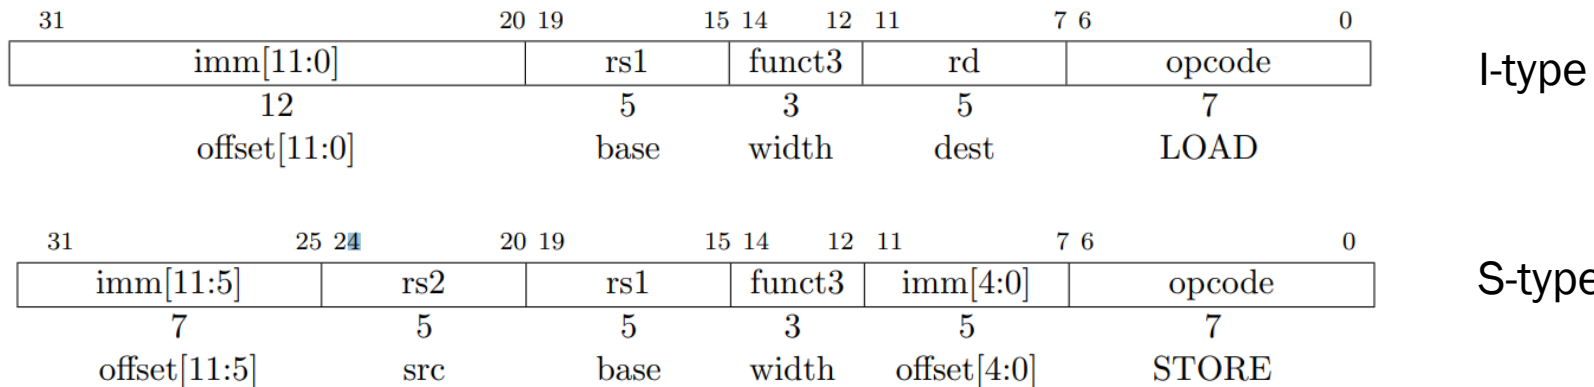 31 20 19 15 14 12 11 7 6 0
imm[11:0] rs1 funct3 rd opcode I-type
12 5 3 5 7
offset[11:0] base width dest LOAD
31 25 24 20 19 15 14 12 11 7 6 0
imm[11:5] rs2 rs1 funct3 imm[4:0] opcode S-type
7 5 5 3 5 7
offset[11:5] src base width offset[4:0] STORE